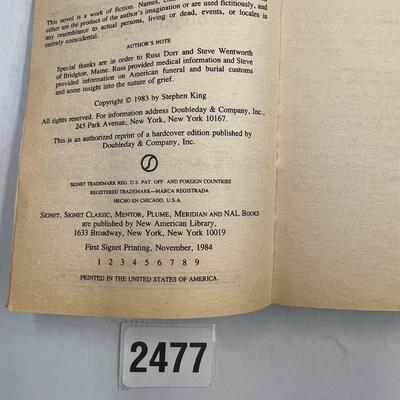 This novel is a work of fiction. Names,
either are the product of the author's imagination or are used fictitiously, and
any resemblance to actual persons, living or dead, events, or locales is
entirely coincidental.
AUTHOR'S NOTE
Special thanks are in order to Russ Dorr and Steve Wentworth
of Bridgton, Maine. Russ provided medical information and Steve
provided information on American funeral and burial customs
and some insight into the nature of grief.
Copyright © 1983 by Stephen King
All rights reserved. For information address Doubleday & Company, Inc.,
245 Park Avenue, New York, New York 10167.
This is an authorized reprint of a hardcover edition published by
Doubleday & Company, Inc.
S
SIGNET TRADEMARK REG. U.S. PAT. OFF. AND FOREIGN COUNTRIES
REGISTERED TRADEMARK—MARCA REGISTRADA
HECHO EN CHICAGO, U.S.A.
SIGNET, SIGNET CLASSIC, MENTOR, PLUME, MERIDIAN AND NAL BOOKS
are published by New American Library,
1633 Broadway, New York, New York 10019
First Signet Printing, November, 1984
1 2 3 4 5 6 7 8 9
PRINTED IN THE UNITED STATES OF AMERICA
2477